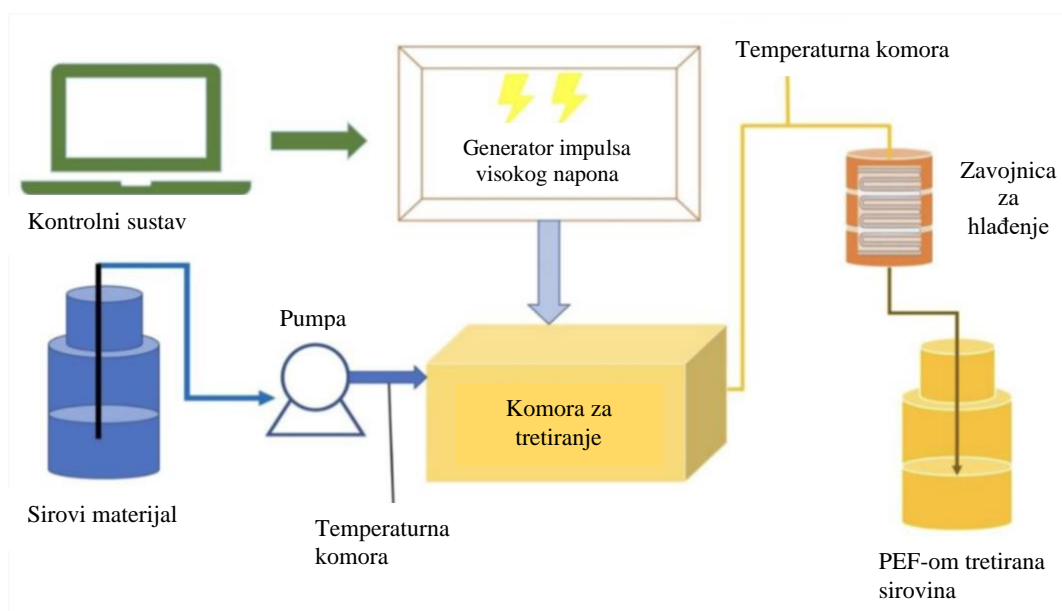 Temperaturna komora
Generator impulsa
visokog napona
Zavojnica
za
hlađenje
Kontrolni sustav
Pumpa
Komora za
tretiranje
Sirovi materijal
Temperaturna
komora
PEF-om tretirana
sirovina